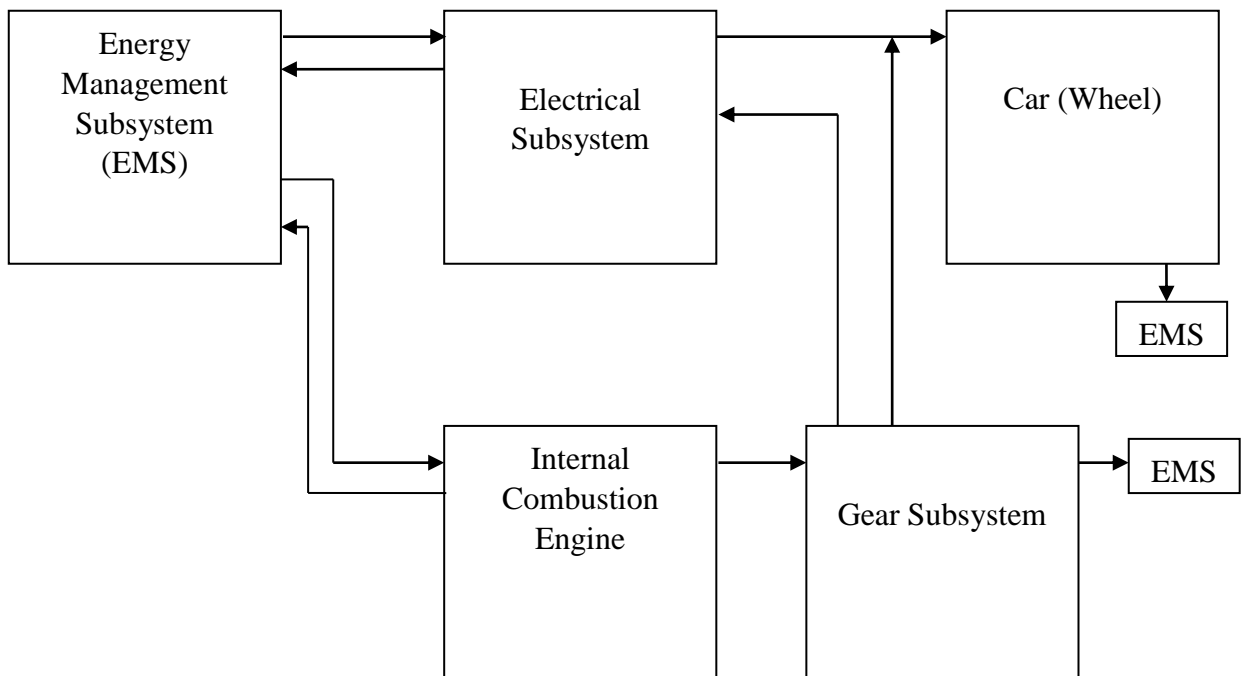 Energy
Management
Subsystem
(EMS)
Electrical
Subsystem
Car (Wheel)
EMS
Internal
Combustion
Engine
Gear Subsystem
EMS